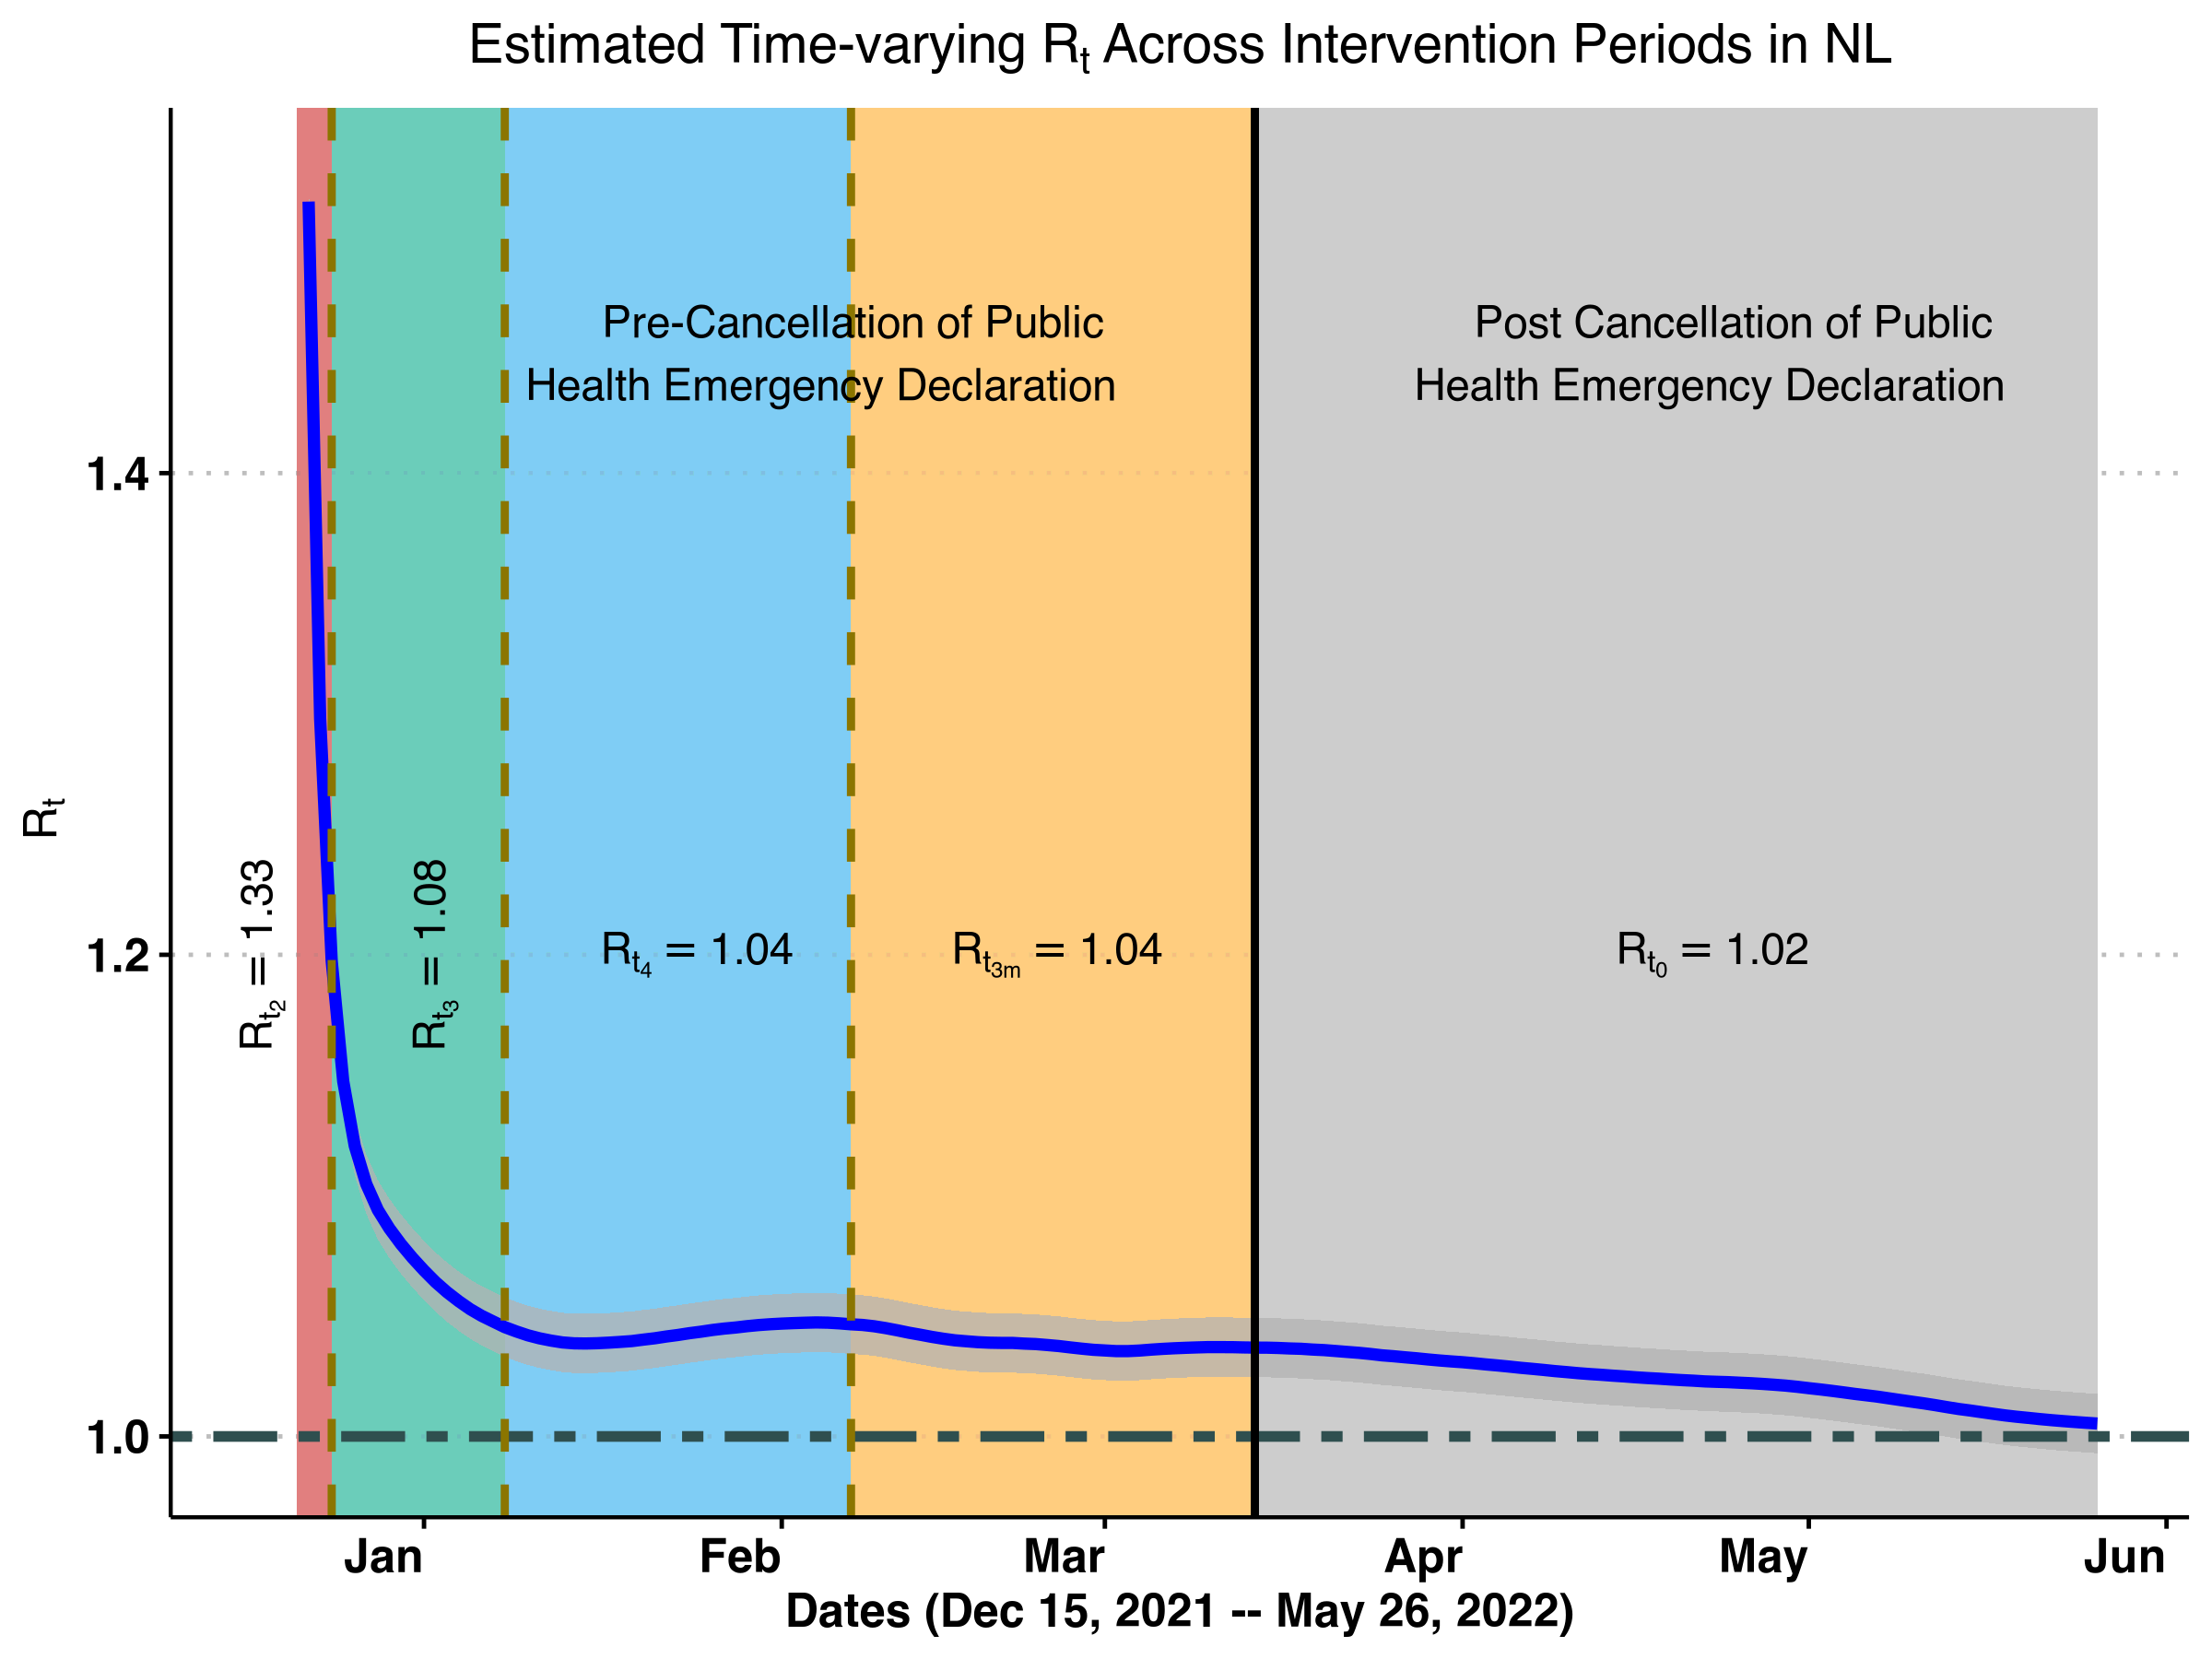 Estimated Time-varying Rt Across Intervention Periods in NL
Pre-Cancellation of Public
Health Emergency Declaration
Post Cancellation of Public
Health Emergency Declaration
1.4
1.2
1.0
Rt
Rt2 = 1.33
Rt3 = 1.08
Rt4 = 1.04
Rt3m = 1.04
Rt0 = 1.02
Jan Feb Mar Apr May Jun
Dates (Dec 15, 2021 -- May 26, 2022)